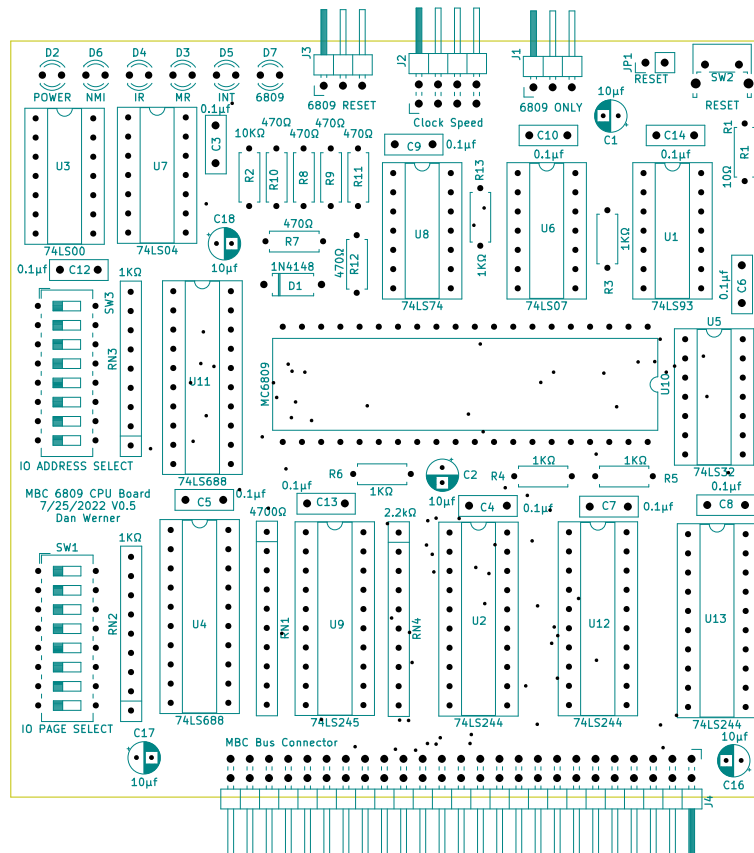 J3
J2
J1
D2
D6
D4
D3
D5
D7
JP1
SW2
POWER
NMI
IR
MR
INT
6809
6809 RESET
Clock Speed
6809 ONLY
RESET
RESET
10µf
C1
0.1µf
C3
U3
U7
74LS00
74LS04
10KΩ
470Ω
470Ω
470Ω
470Ω
R2
R10
R8
R9
R11
C9
0.1µf
C10
0.1µf
C14
0.1µf
R1
R1
10Ω
R13
1KΩ
U8
74LS74
U6
74LS07
1KΩ
R3
U1
74LS93
C18
10µf
470Ω
R7
470Ω
R12
1N4148
D1
0.1µf
C12
1KΩ
SW3
RN3
IO ADDRESS SELECT
U11
74LS688
MC6809
U10
0.1µf
C6
U5
74LS32
MBC 6809 CPU Board
7/25/2022 V0.5
Dan Werner
C5
0.1µf
0.1µf
C13
R6
1KΩ
C2
10µf
R4
1KΩ
1KΩ
R5
C4
0.1µf
C7
0.1µf
C8
0.1µf
SW1
1KΩ
RN2
IO PAGE SELECT
U4
74LS688
4700Ω
RN1
U9
74LS245
2.2kΩ
RN4
U2
74LS244
U12
74LS244
U13
74LS244
C17
10µf
MBC Bus Connector
10µf
C16
J4